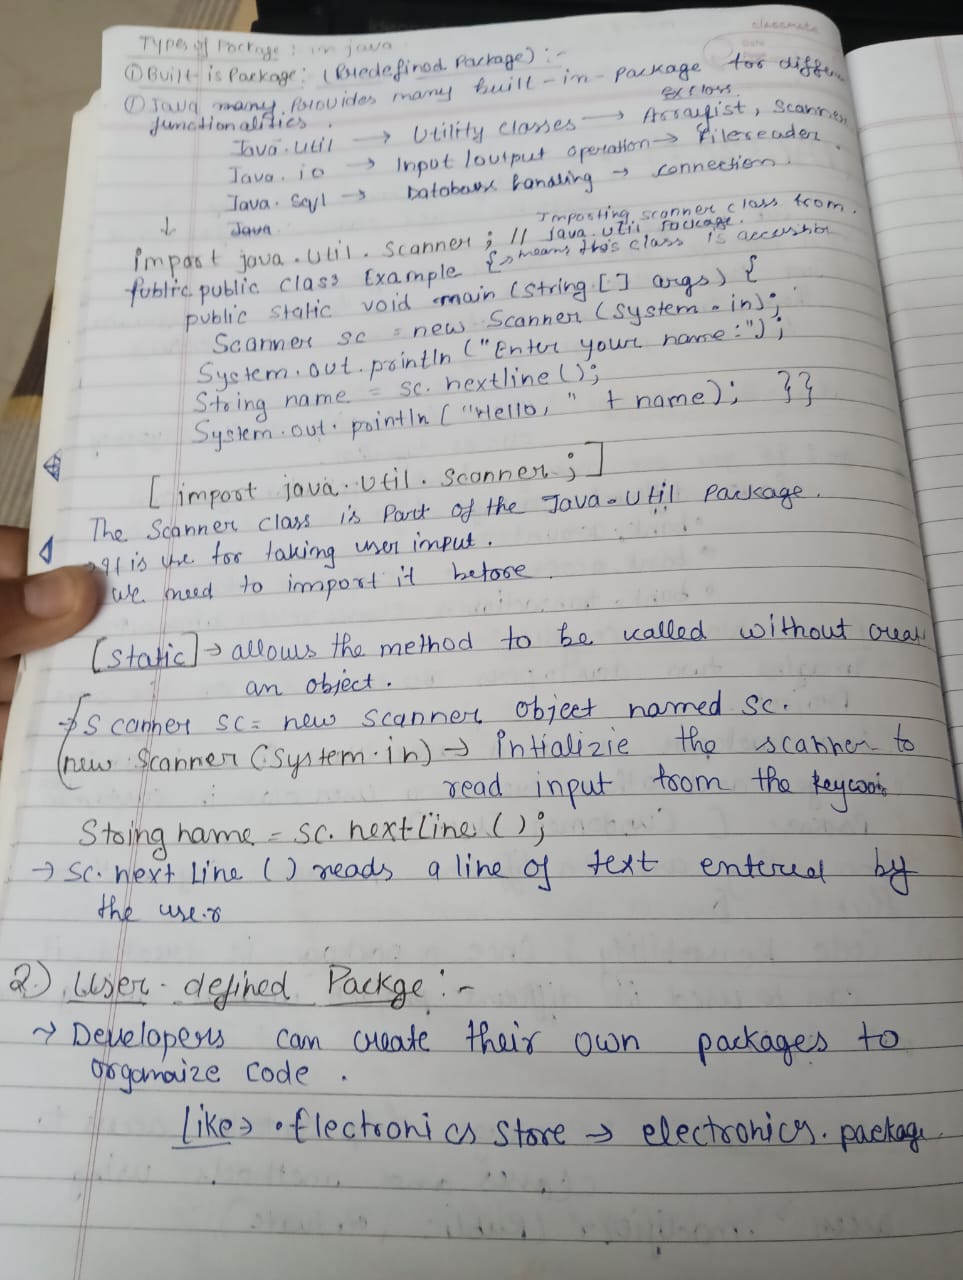 classmate
Types of Package : in java
① Built is Package : (Predefined Package) :-
① Java many Provides many built-in-package for differ
functionalities.
Java.util → Utility classes → Arraylist, Scanner
Java. io → Input/output operation → Filereader
Java. Sql → Database handling → connection.
↓ Java
Importing scanner class from.
import java.util. Scanner ; // java.util package.
public public class Example { → means this class is
public static void main (string [] args) {
Scanner sc = new Scanner (System.in);
System.out.println ("Enter your name:");
String name = sc. nextline ();
System.out. println ("Hello, " + name); }}
[ import java.util. Scanner ; ]
The Scanner class is Part of the Java.util Package.
→ It is use for taking user input.
We need to import it before
[static] → allows the method to be called without creat
an object.
→ Scanner sc = new scanner object named sc.
(new Scanner (System.in) → intializie the scanner to
read input from the
String name = sc. nextLine ();
→ sc. next Line () reads a line of text entered by
the user
2) User-defined Packge :-
→ Developers can create their own packages to
organaize code .
Like → • Electronics store → electronics. package